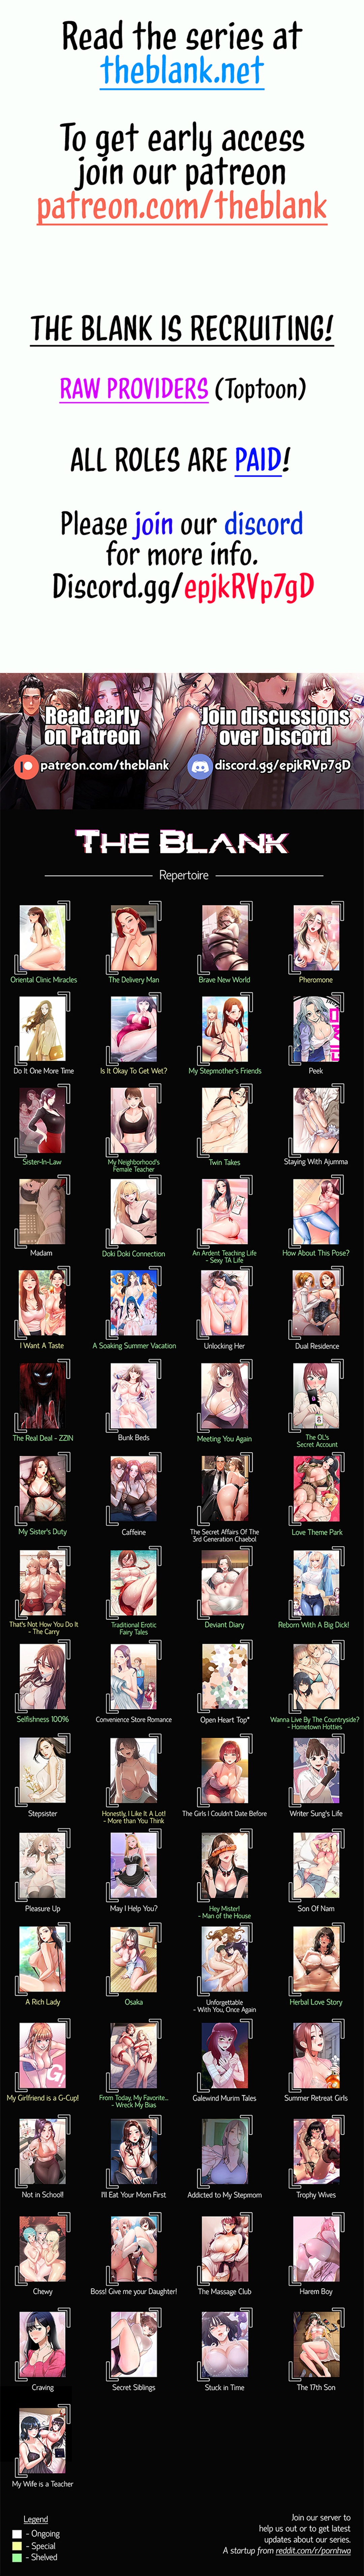 Read the series at
theblank.net
To get early access
join our patreon
patreon.com/theblank
THE BLANK IS RECRUITING!
RAW PROVIDERS (Toptoon)
ALL ROLES ARE PAID!
Please join our discord
for more info.
Discord.gg/epjkRVp7gD
Read early
on Patreon
patreon.com/theblank
Join discussions
over Discord
discord.gg/epjkRVp7gD
THE BLANK
Repertoire
Oriental Clinic Miracles
The Delivery Man
Brave New World
Pheromone
Do It One More Time
Is It Okay To Get Wet?
My Stepmother's Friends
Peek
Sister-In-Law
My Neighborhood's
Female Teacher
Twin Takes
Staying With Ajumma
Madam
Doki Doki Connection
An Ardent Teaching Life
- Sexy TA Life
How About This Pose?
I Want A Taste
A Soaking Summer Vacation
Unlocking Her
Dual Residence
The Real Deal - ZZIN
Bunk Beds
Meeting You Again
The OL's
Secret Account
My Sister's Duty
Caffeine
The Secret Affairs Of The
3rd Generation Chaebol
Love Theme Park
That's Not How You Do It
- The Carry
Traditional Erotic
Fairy Tales
Deviant Diary
Reborn With A Big Dick!
Selfishness 100%
Convenience Store Romance
Open Heart Top*
Wanna Live By The Countryside?
- Hometown Hotties
Stepsister
Honestly, I Like It A Lot!
- More than You Think
The Girls I Couldn't Date Before
Writer Sung's Life
Pleasure Up
May I Help You?
Hey Mister!
- Man of the House
Son Of Nam
A Rich Lady
Osaka
Unforgettable
- With You, Once Again
Herbal Love Story
My Girlfriend is a G-Cup!
From Today, My Favorite...
- Wreck My Bias
Galewind Murim Tales
Summer Retreat Girls
Not in School!
I'll Eat Your Mom First
Addicted to My Stepmom
Trophy Wives
Chewy
Boss! Give me your Daughter!
The Massage Club
Harem Boy
Craving
Secret Siblings
Stuck in Time
The 17th Son
My Wife is a Teacher
Legend
- Ongoing
- Special
- Shelved
Join our server to
help us out or to get latest
updates about our series.
A startup from reddit.com/r/pornhwa